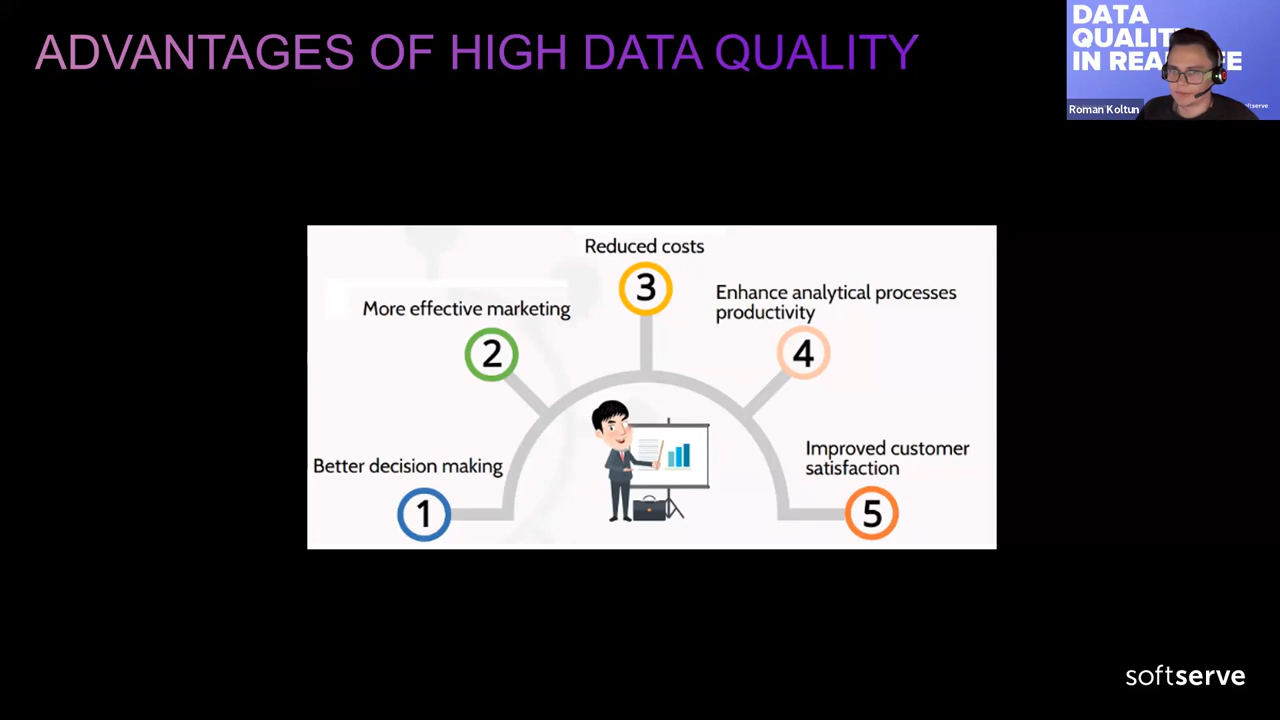 ADVANTAGES OF HIGH DATA QUALITY
DATA
QUALIT
IN REA FE
Roman Koltun
Reduced costs
3
More effective marketing
2
Enhance analytical processes
productivity
4
Better decision making
1
Improved customer
satisfaction
5
softserve